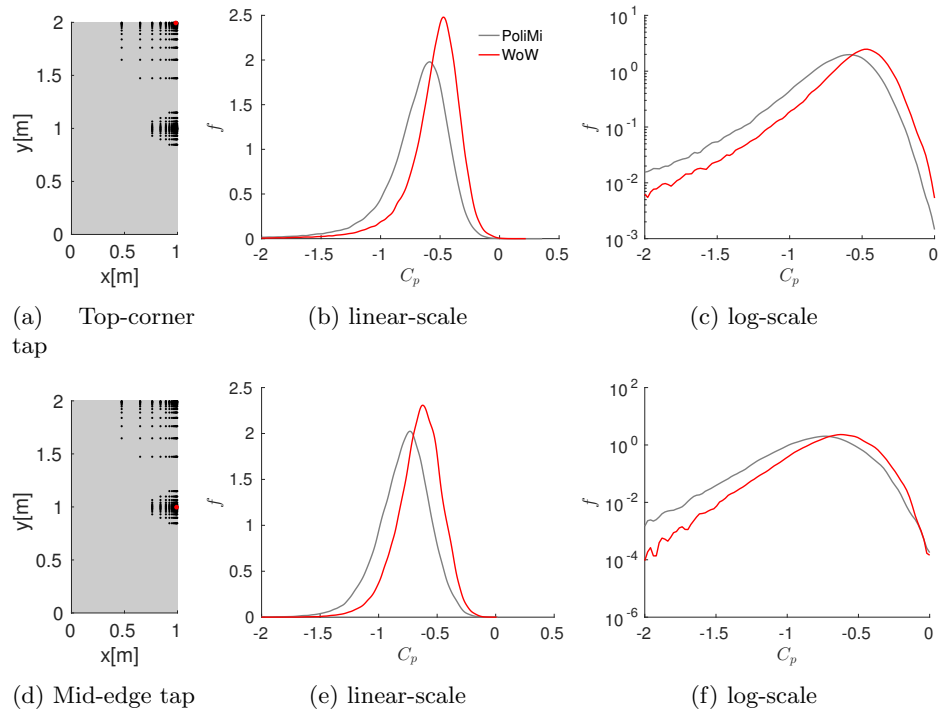 2
1.5
1
0.5
0
y[m]
0 0.5 1
x[m]
(a) Top-corner
tap
2.5
2
1.5
1
0.5
0
f
-2 -1.5 -1 -0.5 0 0.5
C_p
PoliMi
WoW
(b) linear-scale
10^1
10^0
10^-1
10^-2
10^-3
f
-2 -1.5 -1 -0.5 0
C_p
(c) log-scale
2
1.5
1
0.5
0
y[m]
0 0.5 1
x[m]
(d) Mid-edge tap
2.5
2
1.5
1
0.5
0
f
-2 -1.5 -1 -0.5 0 0.5
C_p
(e) linear-scale
10^2
10^0
10^-2
10^-4
10^-6
f
-2 -1.5 -1 -0.5 0
C_p
(f) log-scale